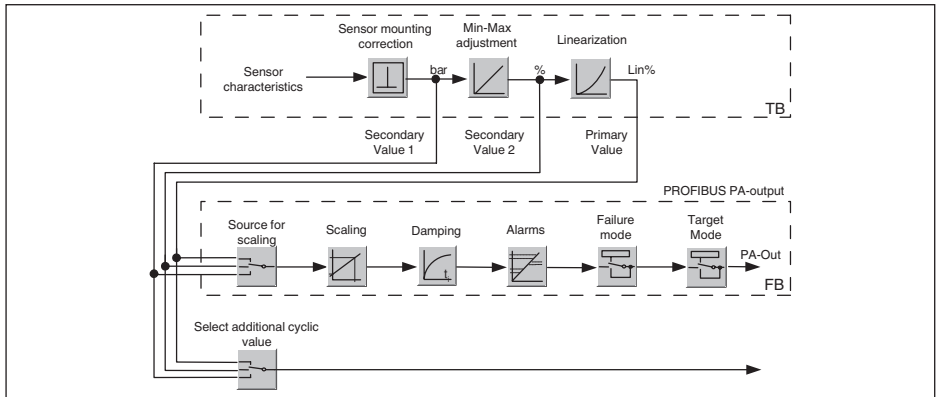 Sensor mounting
correction
Min-Max
adjustment
Linearization
Sensor
characteristics
bar
%
Lin%
TB
Secondary
Value 1
Secondary
Value 2
Primary
Value
PROFIBUS PA-output
Source for
scaling
Scaling
Damping
Alarms
Failure
mode
Target
Mode
t
PA-Out
FB
Select additional cyclic
value